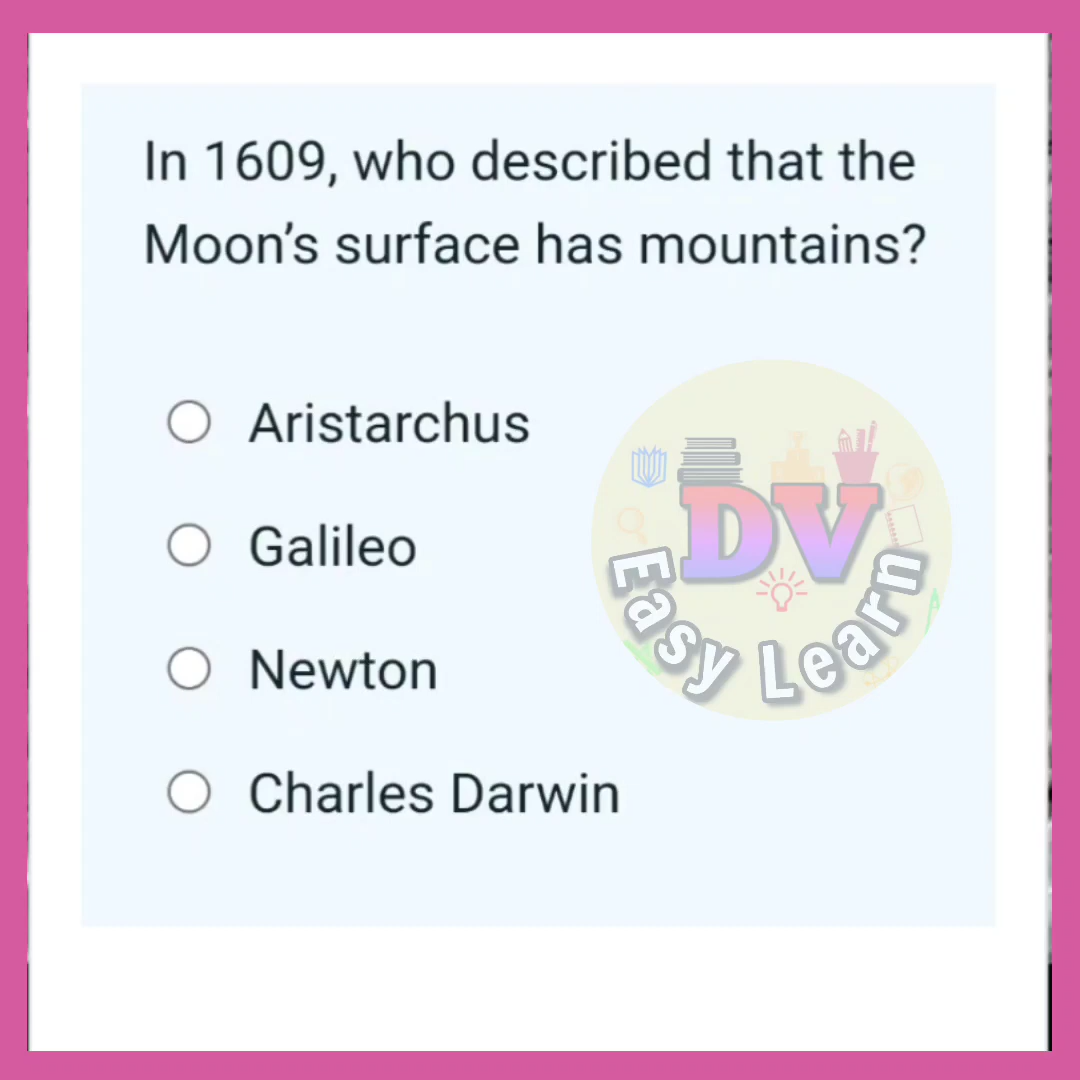 In 1609, who described that the
Moon’s surface has mountains?
Aristarchus
Galileo
Newton
Charles Darwin
DV
Easy Learn